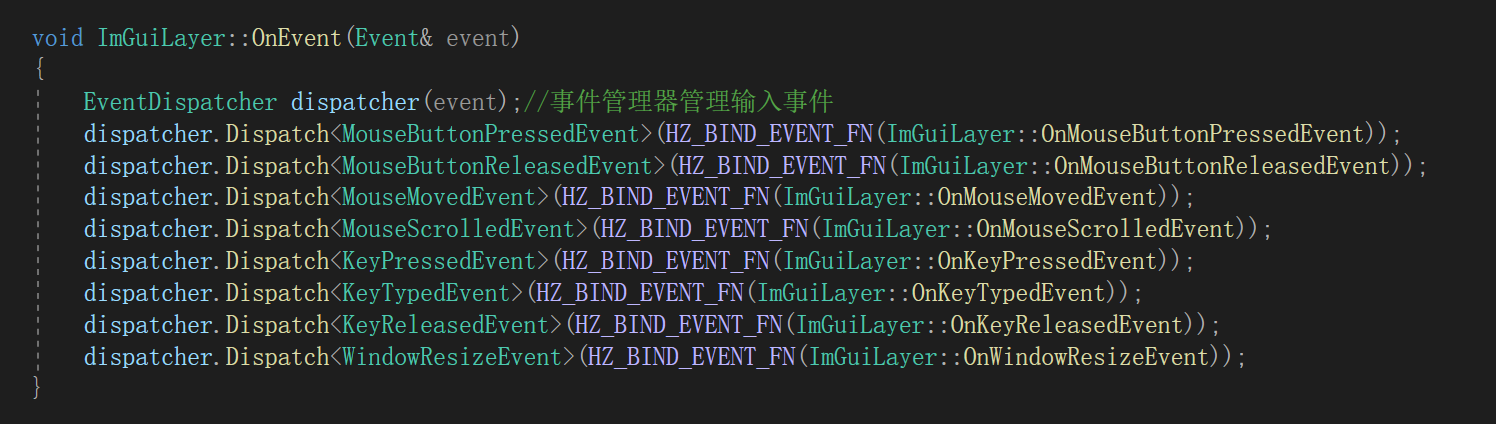 void ImGuiLayer::OnEvent(Event& event)
{
EventDispatcher dispatcher(event);//事件管理器管理输入事件
dispatcher.Dispatch<MouseButtonPressedEvent>(HZ_BIND_EVENT_FN(ImGuiLayer::OnMouseButtonPressedEvent));
dispatcher.Dispatch<MouseButtonReleasedEvent>(HZ_BIND_EVENT_FN(ImGuiLayer::OnMouseButtonReleasedEvent));
dispatcher.Dispatch<MouseMovedEvent>(HZ_BIND_EVENT_FN(ImGuiLayer::OnMouseMovedEvent));
dispatcher.Dispatch<MouseScrolledEvent>(HZ_BIND_EVENT_FN(ImGuiLayer::OnMouseScrolledEvent));
dispatcher.Dispatch<KeyPressedEvent>(HZ_BIND_EVENT_FN(ImGuiLayer::OnKeyPressedEvent));
dispatcher.Dispatch<KeyTypedEvent>(HZ_BIND_EVENT_FN(ImGuiLayer::OnKeyTypedEvent));
dispatcher.Dispatch<KeyReleasedEvent>(HZ_BIND_EVENT_FN(ImGuiLayer::OnKeyReleasedEvent));
dispatcher.Dispatch<WindowResizeEvent>(HZ_BIND_EVENT_FN(ImGuiLayer::OnWindowResizeEvent));
}